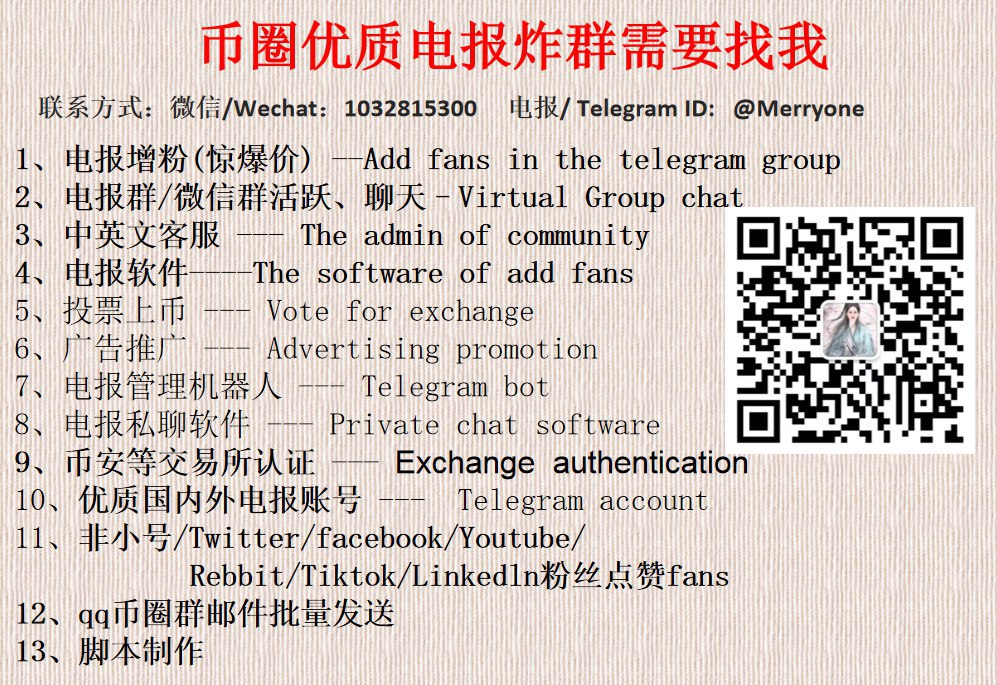 币圈优质电报炸群需要找我
联系方式：微信/Wechat：1032815300 电报/ Telegram ID: @Merryone
1、电报增粉(惊爆价) --Add fans in the telegram group
2、电报群/微信群活跃、聊天-Virtual Group chat
3、中英文客服 --- The admin of community
4、电报软件----The software of add fans
5、投票上币 --- Vote for exchange
6、广告推广 --- Advertising promotion
7、电报管理机器人 --- Telegram bot
8、电报私聊软件 --- Private chat software
9、币安等交易所认证 --- Exchange authentication
10、优质国内外电报账号 --- Telegram account
11、非小号/Twitter/facebook/Youtube/
Rebbit/Tiktok/Linkedln粉丝点赞fans
12、qq币圈群邮件批量发送
13、脚本制作